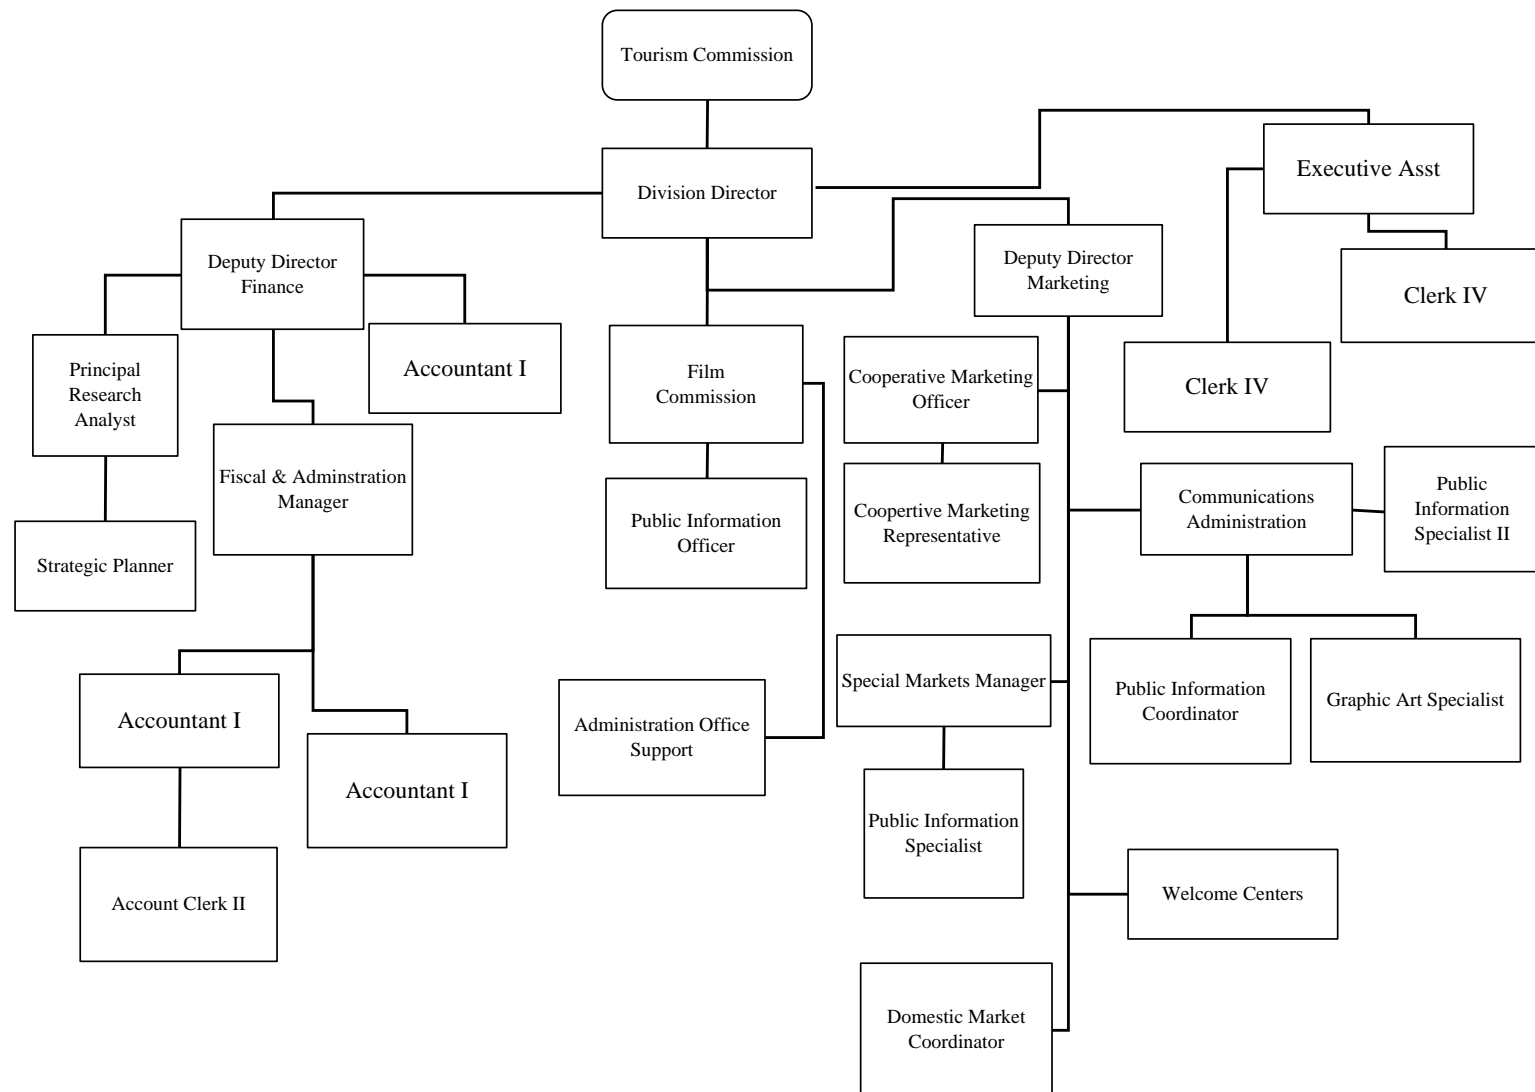 Tourism Commission
Division Director
Executive Asst
Deputy Director
Finance
Deputy Director
Marketing
Clerk IV
Clerk IV
Principal
Research
Analyst
Accountant I
Film
Commission
Cooperative Marketing
Officer
Fiscal & Adminstration
Manager
Public Information
Officer
Coopertive Marketing
Representative
Communications
Administration
Public
Information
Specialist II
Strategic Planner
Accountant I
Accountant I
Administration Office
Support
Special Markets Manager
Public Information
Coordinator
Graphic Art Specialist
Public Information
Specialist
Account Clerk II
Welcome Centers
Domestic Market
Coordinator